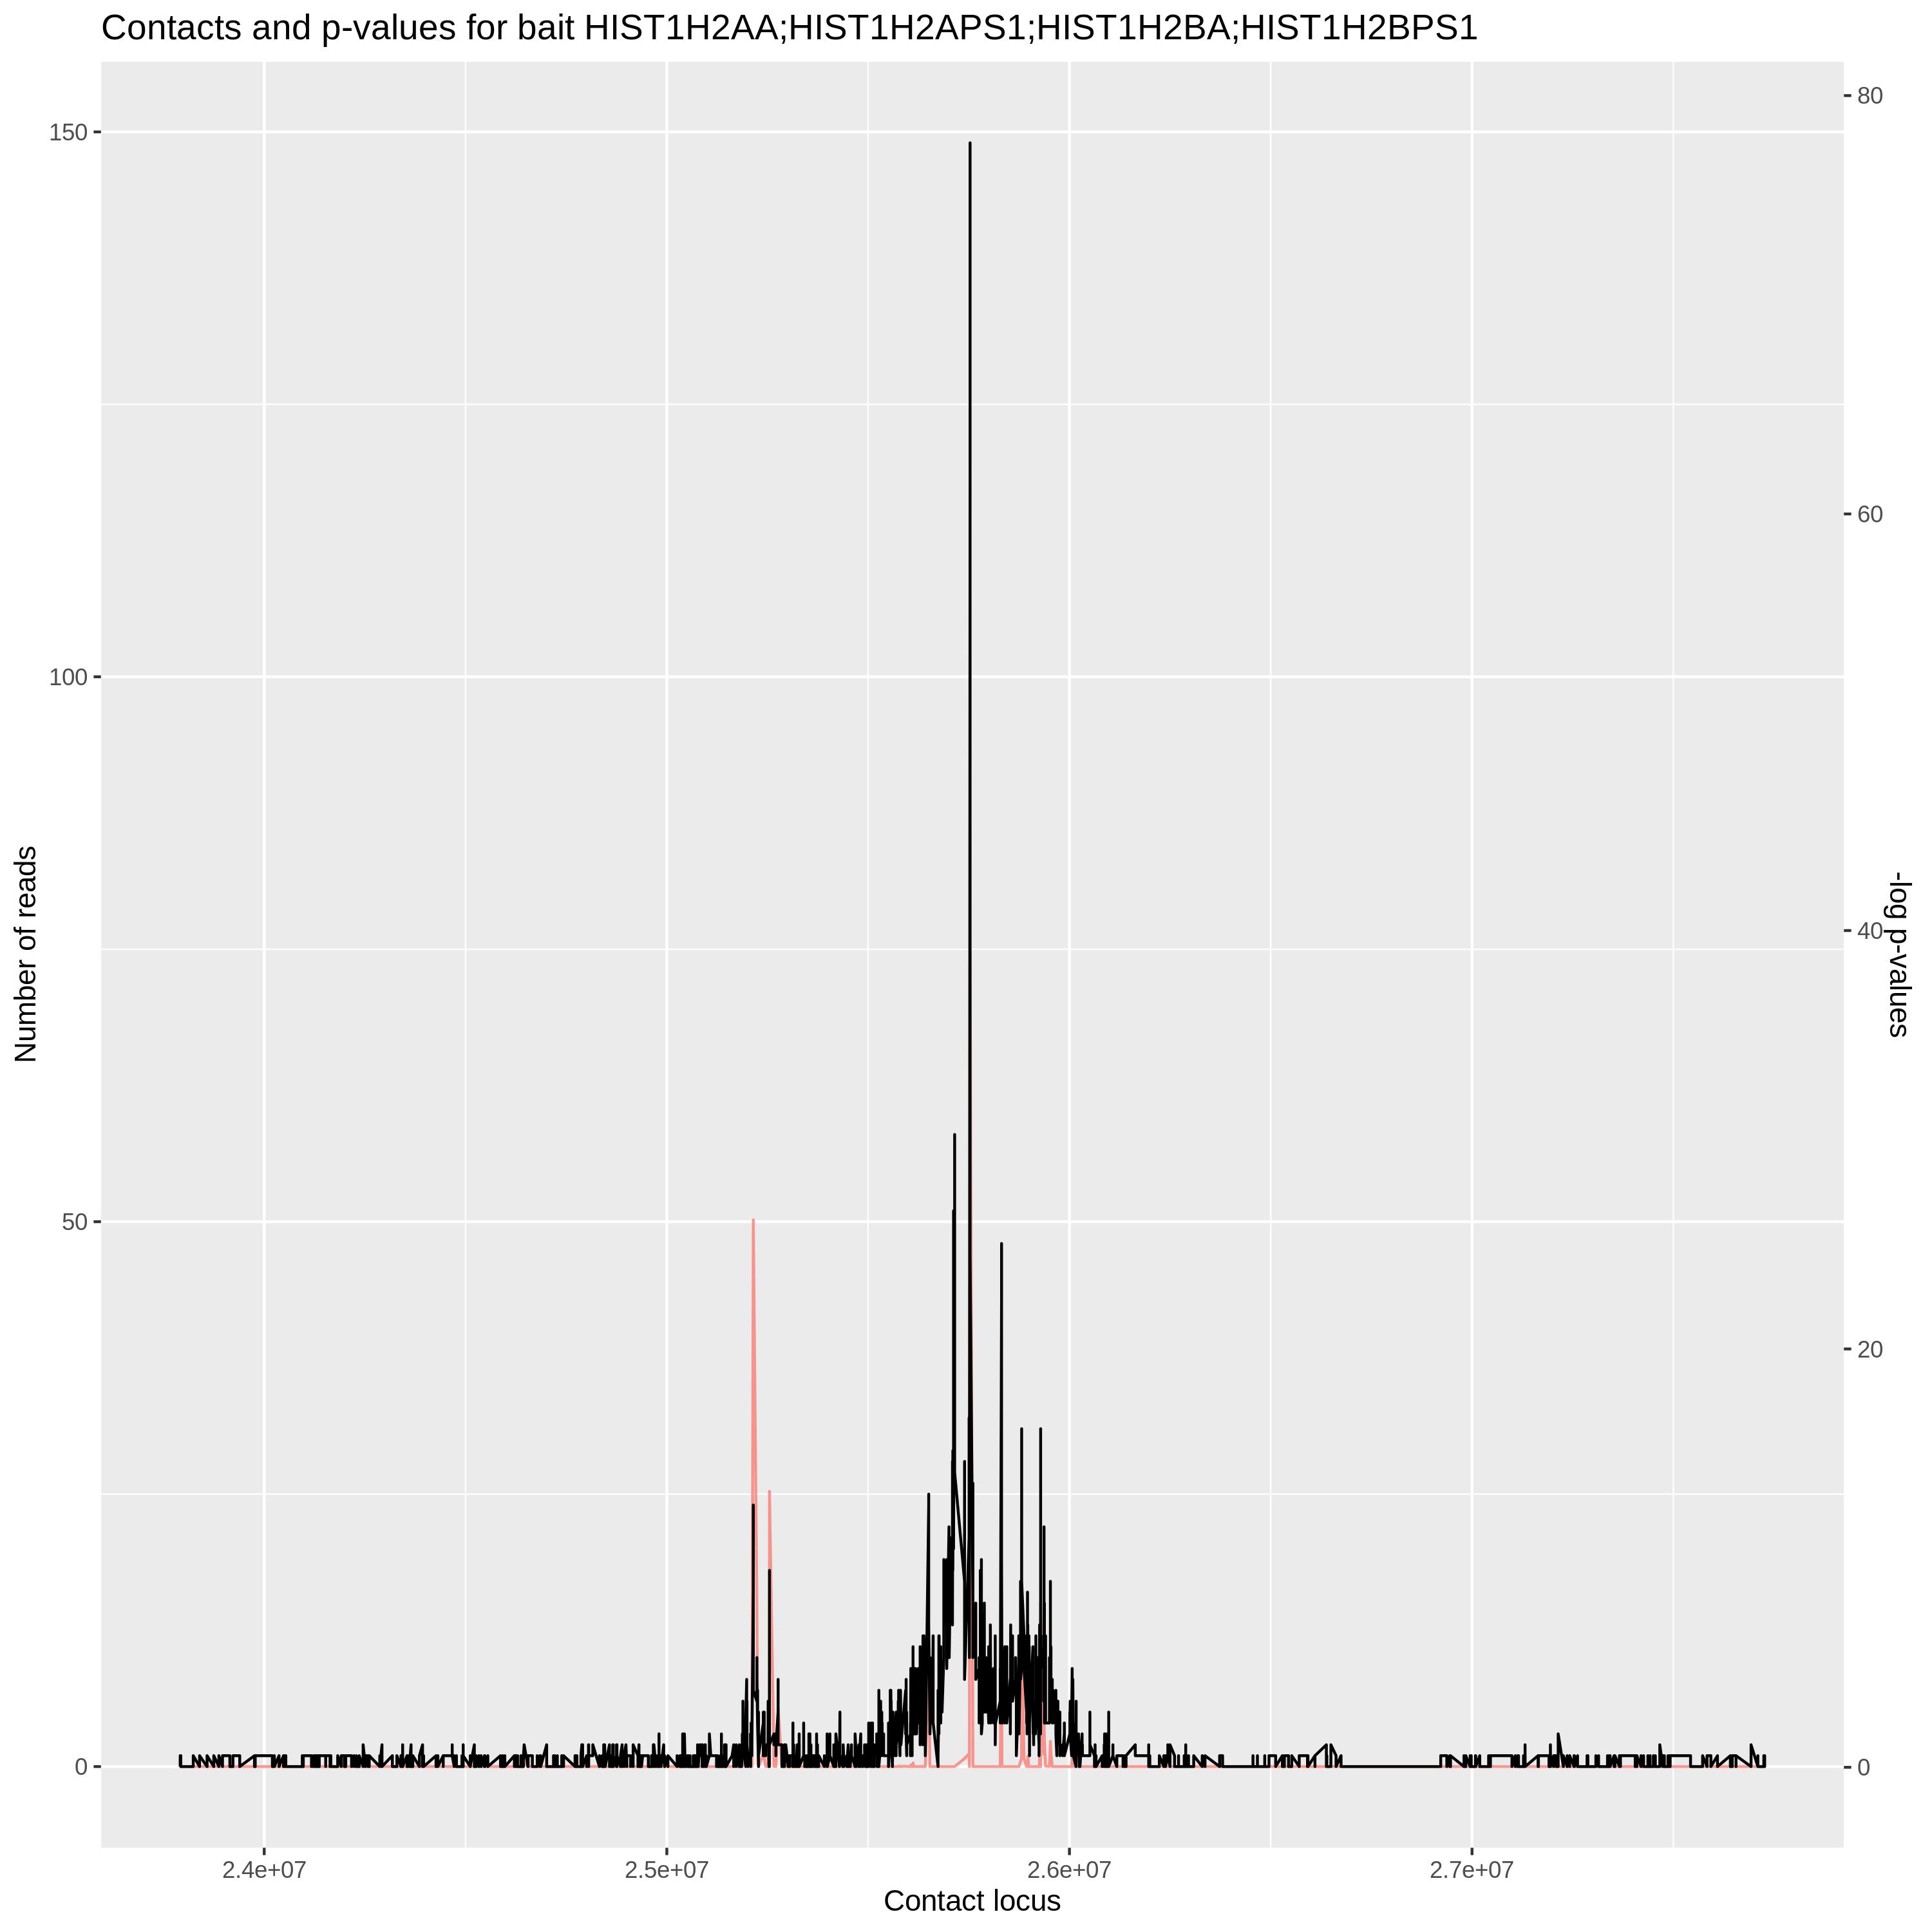 Contacts and p-values for bait HIST1H2AA;HIST1H2APS1;HIST1H2BA;HIST1H2BPS1
150
100
50
0
Number of reads
80
60
40
20
0
-log p-values
2.4e+07 2.5e+07 2.6e+07 2.7e+07
Contact locus